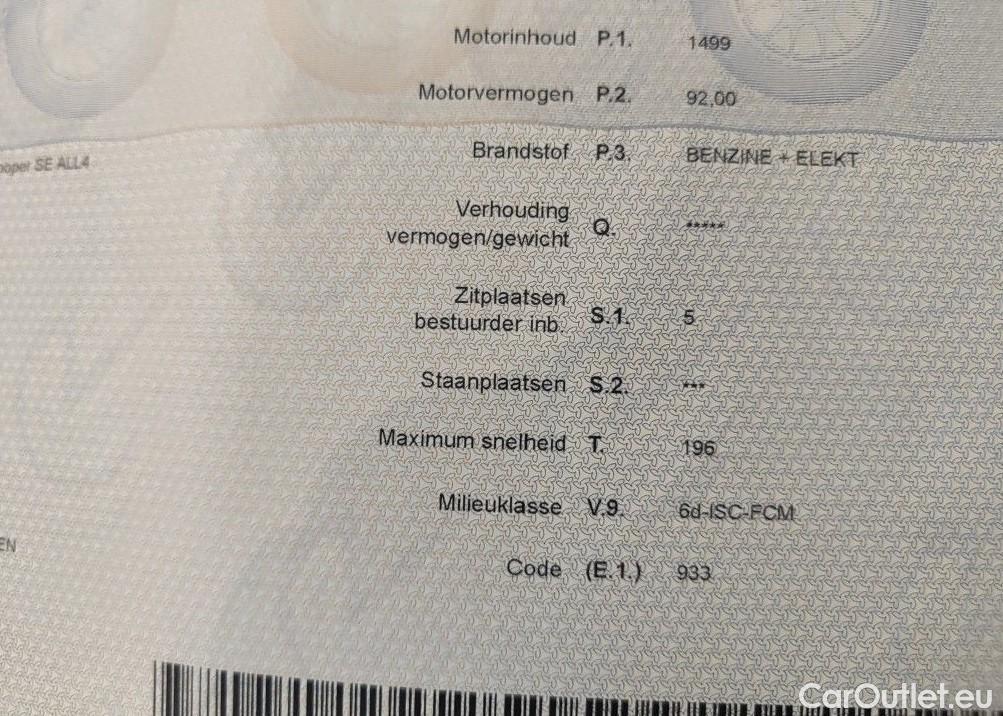 Motorinhoud P.1. 1499
Motorvermogen P.2. 92,00
Brandstof P.3. BENZINE + ELEKT
ooper SE ALL4
Verhouding
vermogen/gewicht Q. *****
Zitplaatsen
bestuurder inb. S.1. 5
Staanplaatsen S.2. ***
Maximum snelheid T. 196
Milieuklasse V.9. 6d-ISC-FCM
EN
Code (E.1.) 933
CarOutlet.eu